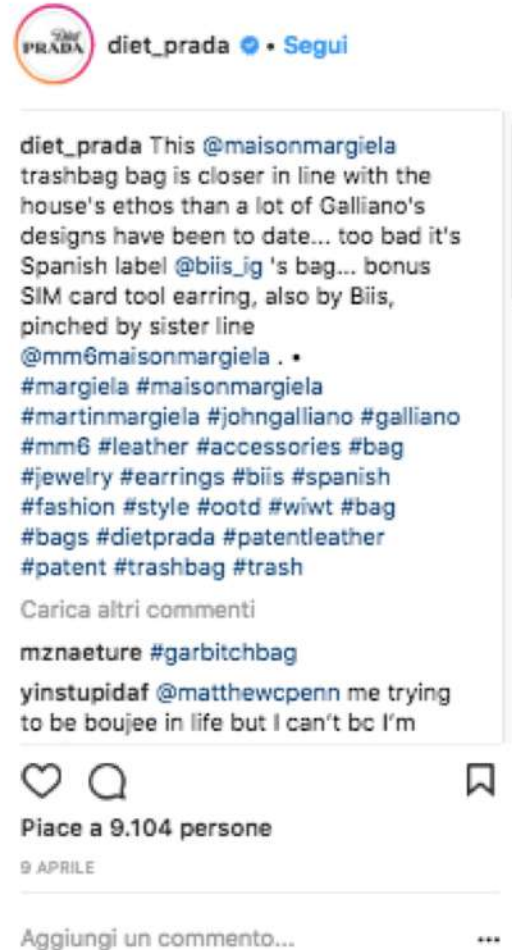 Diet
PRADA
diet_prada • Segui
diet_prada This @maisonmargiela
trashbag bag is closer in line with the
house's ethos than a lot of Galliano's
designs have been to date... too bad it's
Spanish label @biis_ig 's bag... bonus
SIM card tool earring, also by Biis,
pinched by sister line
@mm6maisonmargiela . •
#margiela #maisonmargiela
#martinmargiela #johngalliano #galliano
#mm6 #leather #accessories #bag
#jewelry #earrings #biis #spanish
#fashion #style #ootd #wiwt #bag
#bags #dietprada #patentleather
#patent #trashbag #trash
Carica altri commenti
mznaeture #garbitchbag
yinstupidaf @matthewcpenn me trying
to be boujee in life but I can't bc I'm
Piace a 9.104 persone
9 APRILE
Aggiungi un commento...